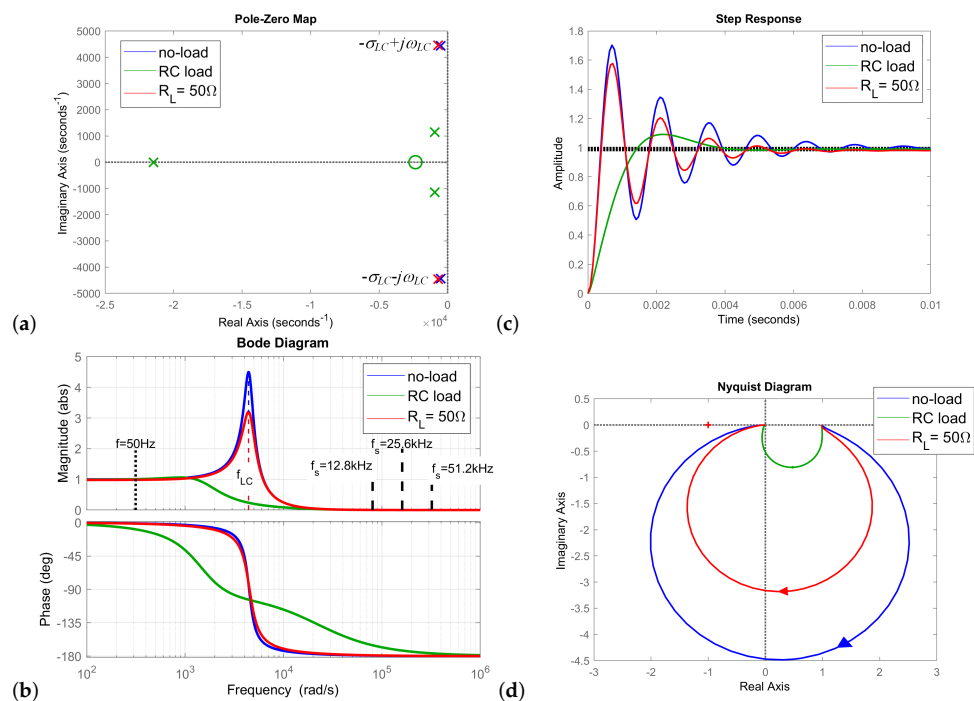 Pole-Zero Map
5000
4000
3000
2000
1000
0
-1000
-2000
-3000
-4000
-5000
Imaginary Axis (seconds⁻¹)
no-load
RC load
R_L = 50Ω
-σ_LC+jω_LC
-σ_LC-jω_LC
-2.5 -2 -1.5 -1 -0.5 0
Real Axis (seconds⁻¹)
×10⁴
(a)
Step Response
1.8
1.6
1.4
1.2
1
0.8
0.6
0.4
0.2
0
Amplitude
no-load
RC load
R_L = 50Ω
0 0.002 0.004 0.006 0.008 0.01
Time (seconds)
(c)
Bode Diagram
5
4
3
2
1
0
Magnitude (abs)
no-load
RC load
R_L = 50Ω
f=50Hz
f_LC
f_s=12.8kHz
f_s=25,6kHz
f_s=51.2kHz
0
-45
-90
-135
-180
Phase (deg)
10² 10³ 10⁴ 10⁵ 10⁶
Frequency (rad/s)
(b)
Nyquist Diagram
0.5
0
-0.5
-1
-1.5
-2
-2.5
-3
-3.5
-4
-4.5
Imaginary Axis
no-load
RC load
R_L = 50Ω
-3 -2 -1 0 1 2 3
Real Axis
(d)